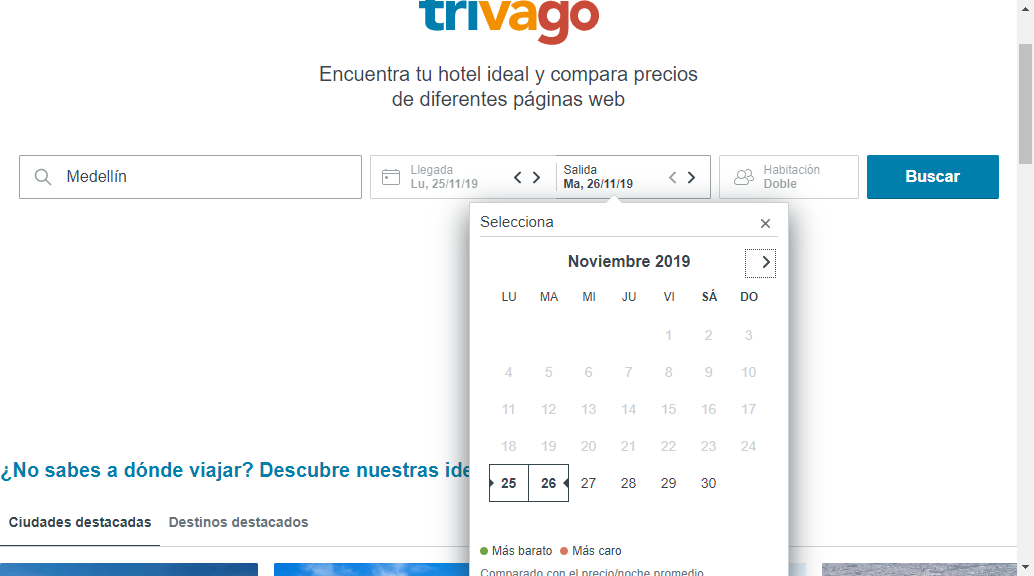 trivago
Encuentra tu hotel ideal y compara precios
de diferentes páginas web
Medellín
Llegada
Lu, 25/11/19
Salida
Ma, 26/11/19
Habitación
Doble
Buscar
Selecciona
Noviembre 2019
LU MA MI JU VI SÁ DO
1 2 3
4 5 6 7 8 9 10
11 12 13 14 15 16 17
18 19 20 21 22 23 24
25 26 27 28 29 30
Más barato Más caro
Comparado con el precio/noche promedio
¿No sabes a dónde viajar? Descubre nuestras ide
Ciudades destacadas Destinos destacados